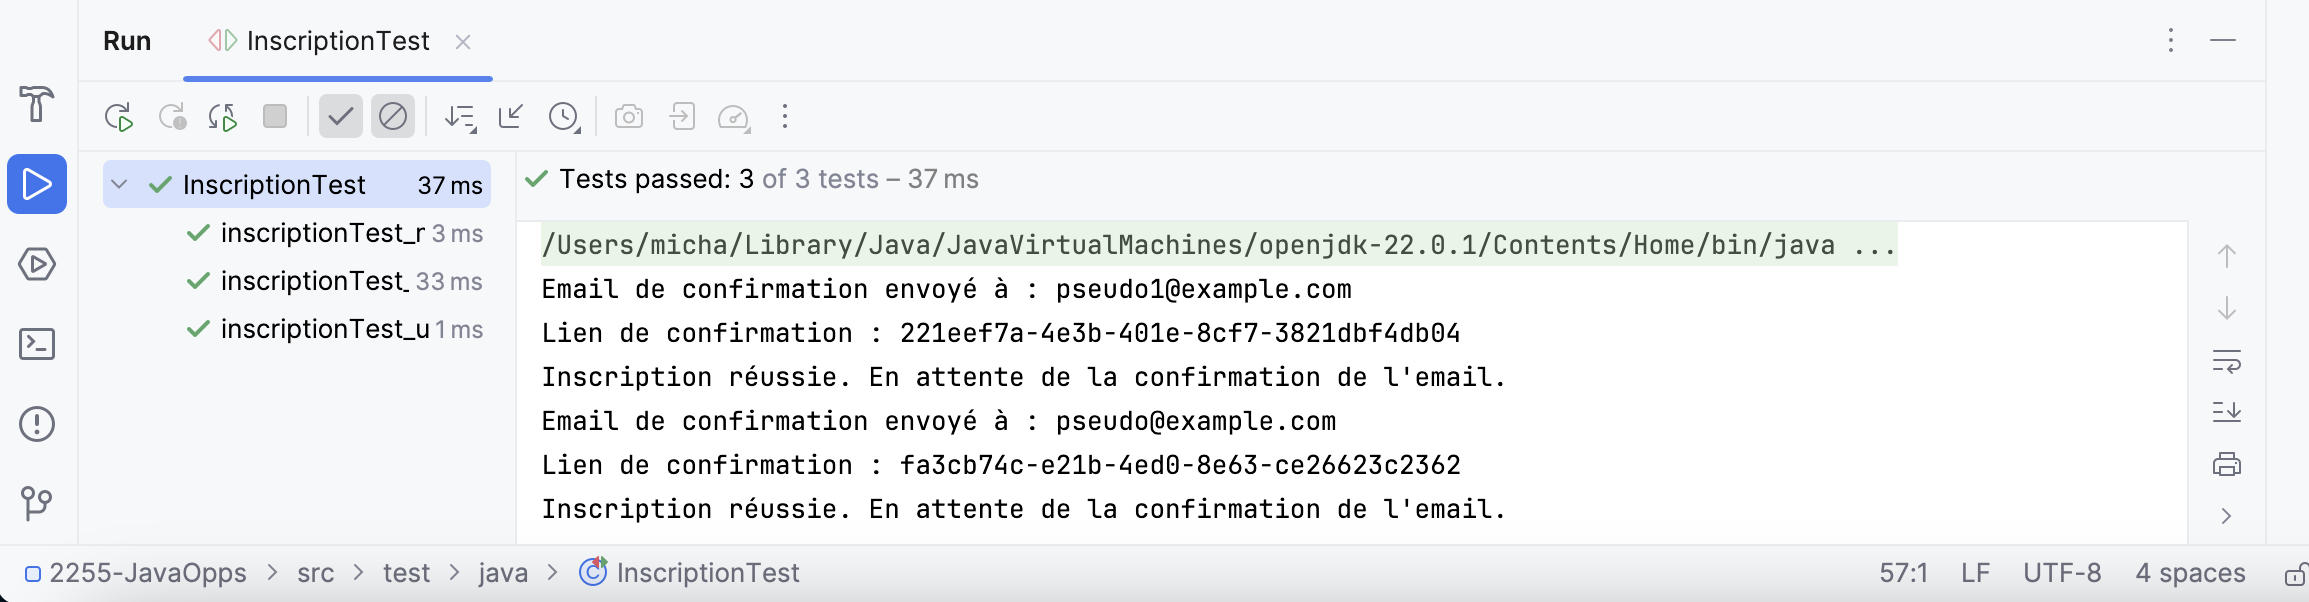 Run InscriptionTest
InscriptionTest 37 ms
inscriptionTest_r 3 ms
inscriptionTest_ 33 ms
inscriptionTest_u 1 ms
Tests passed: 3 of 3 tests – 37 ms
/Users/micha/Library/Java/JavaVirtualMachines/openjdk-22.0.1/Contents/Home/bin/java ...
Email de confirmation envoyé à : pseudo1@example.com
Lien de confirmation : 221eef7a-4e3b-401e-8cf7-3821dbf4db04
Inscription réussie. En attente de la confirmation de l'email.
Email de confirmation envoyé à : pseudo@example.com
Lien de confirmation : fa3cb74c-e21b-4ed0-8e63-ce26623c2362
Inscription réussie. En attente de la confirmation de l'email.
2255-JavaOpps > src > test > java > InscriptionTest 57:1 LF UTF-8 4 spaces